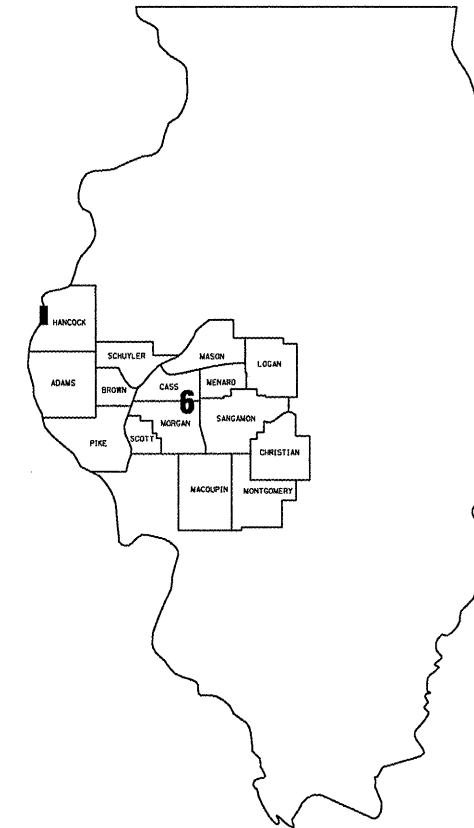 HANCOCK
SCHUYLER
MASON
LOGAN
ADAMS
BROWN
CASS
MENARD
6
PIKE
SCOTT
MORGAN
SANGAMON
CHRISTIAN
MACOUPIN
MONTGOMERY